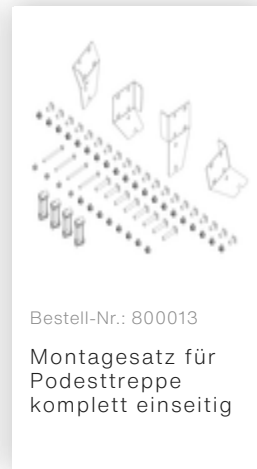 Bestell-Nr.: 800013
Montagesatz für
Podesttreppe
komplett einseitig